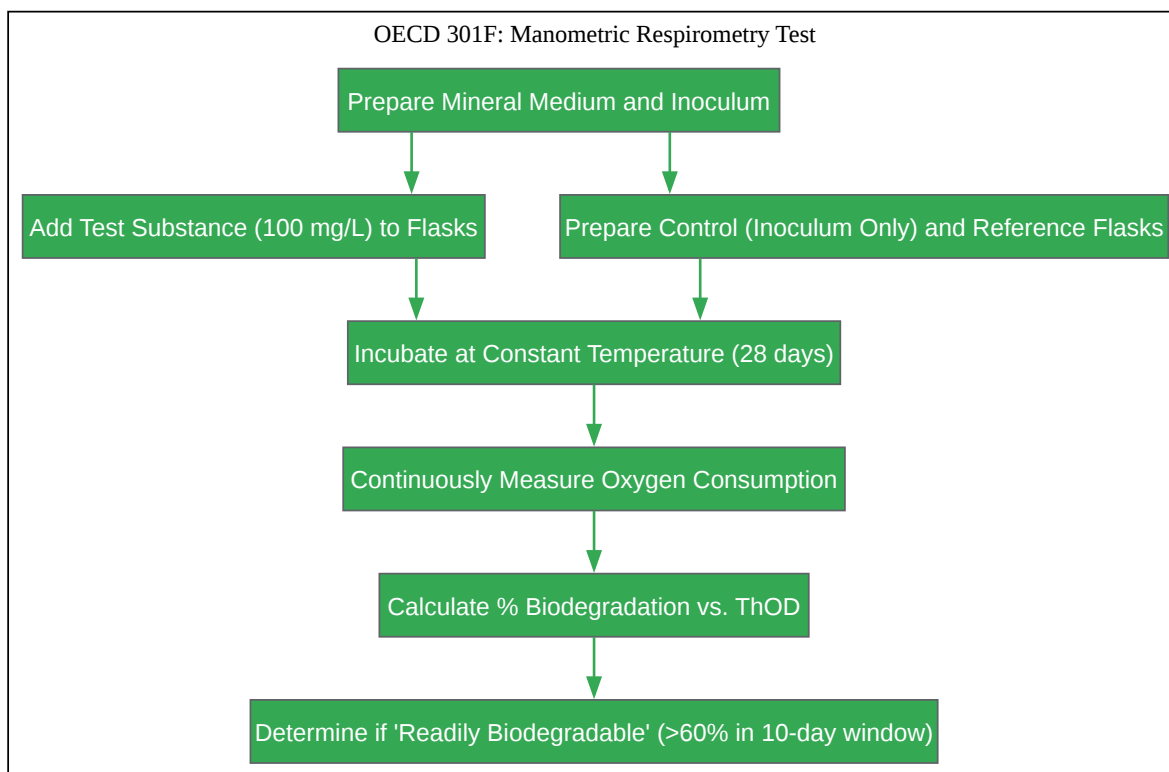 OECD 301F: Manometric Respirometry Test
Prepare Mineral Medium and Inoculum
Add Test Substance (100 mg/L) to Flasks
Prepare Control (Inoculum Only) and Reference Flasks
Incubate at Constant Temperature (28 days)
Continuously Measure Oxygen Consumption
Calculate % Biodegradation vs. ThOD
Determine if 'Readily Biodegradable' (>60% in 10-day window)